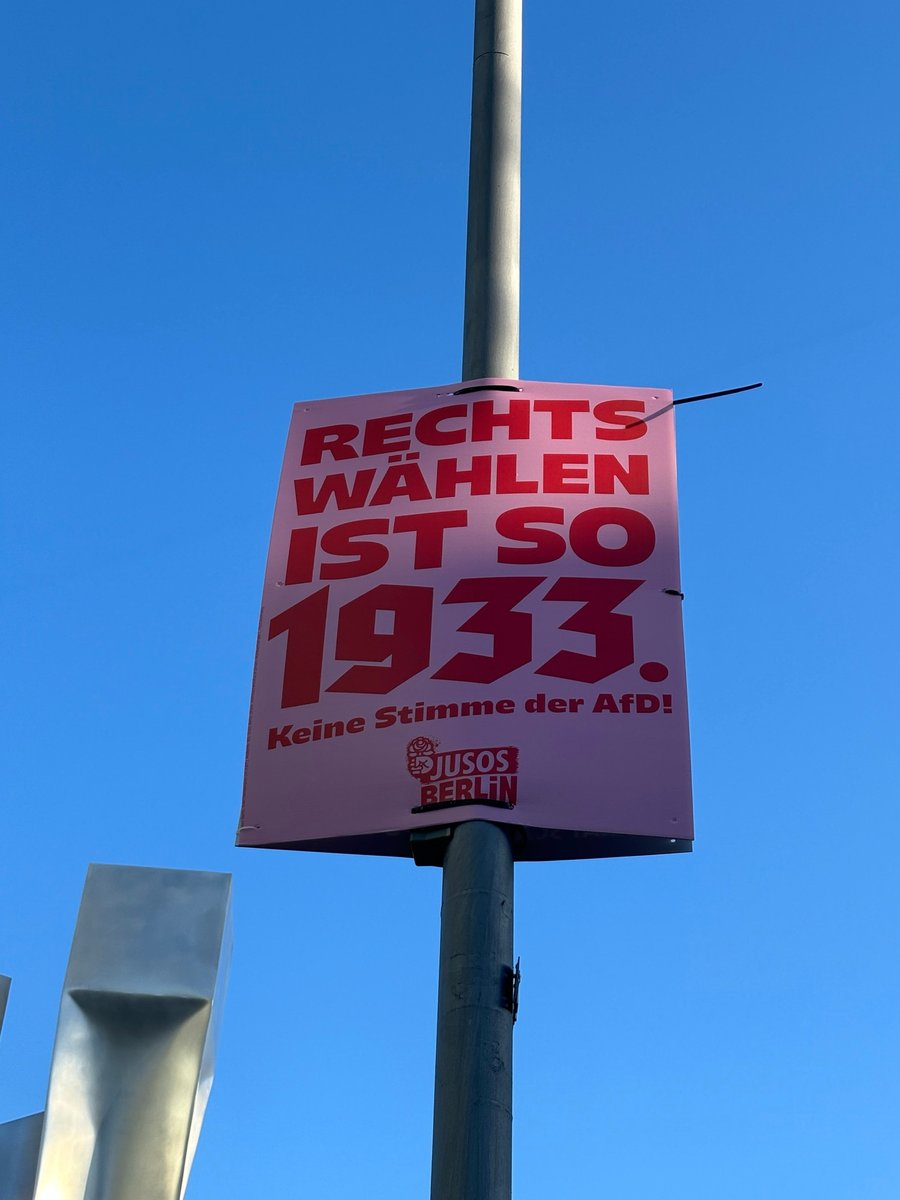 RECHTS
WÄHLEN
IST SO
1933.
Keine Stimme der AfD!
JUSOS
BERLiN